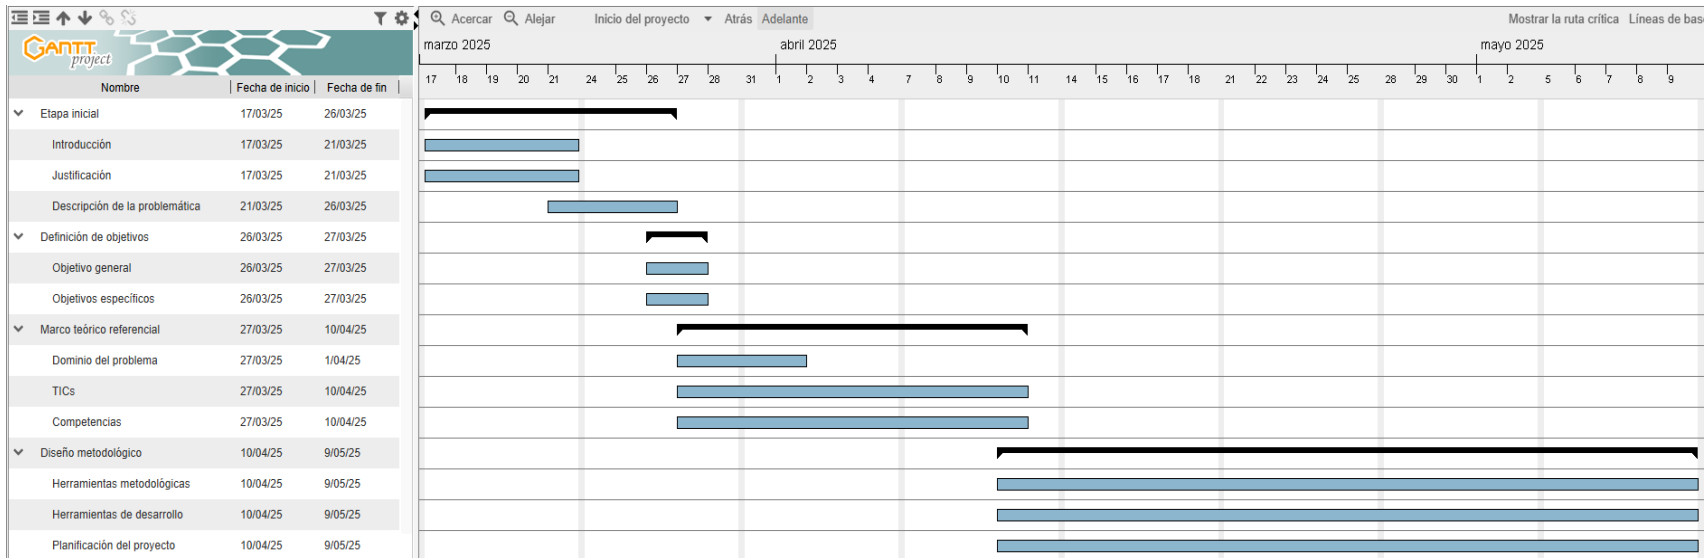 Acercar Alejar Inicio del proyecto Atrás Adelante Mostrar la ruta crítica Líneas de bas
GANTT project
marzo 2025 abril 2025 mayo 2025
17 18 19 20 21 24 25 26 27 28 31 1 2 3 4 7 8 9 10 11 14 15 16 17 18 21 22 23 24 25 28 29 30 1 2 5 6 7 8 9
Nombre Fecha de inicio Fecha de fin
Etapa inicial 17/03/25 26/03/25
Introducción 17/03/25 21/03/25
Justificación 17/03/25 21/03/25
Descripción de la problemática 21/03/25 26/03/25
Definición de objetivos 26/03/25 27/03/25
Objetivo general 26/03/25 27/03/25
Objetivos específicos 26/03/25 27/03/25
Marco teórico referencial 27/03/25 10/04/25
Dominio del problema 27/03/25 1/04/25
TICs 27/03/25 10/04/25
Competencias 27/03/25 10/04/25
Diseño metodológico 10/04/25 9/05/25
Herramientas metodológicas 10/04/25 9/05/25
Herramientas de desarrollo 10/04/25 9/05/25
Planificación del proyecto 10/04/25 9/05/25